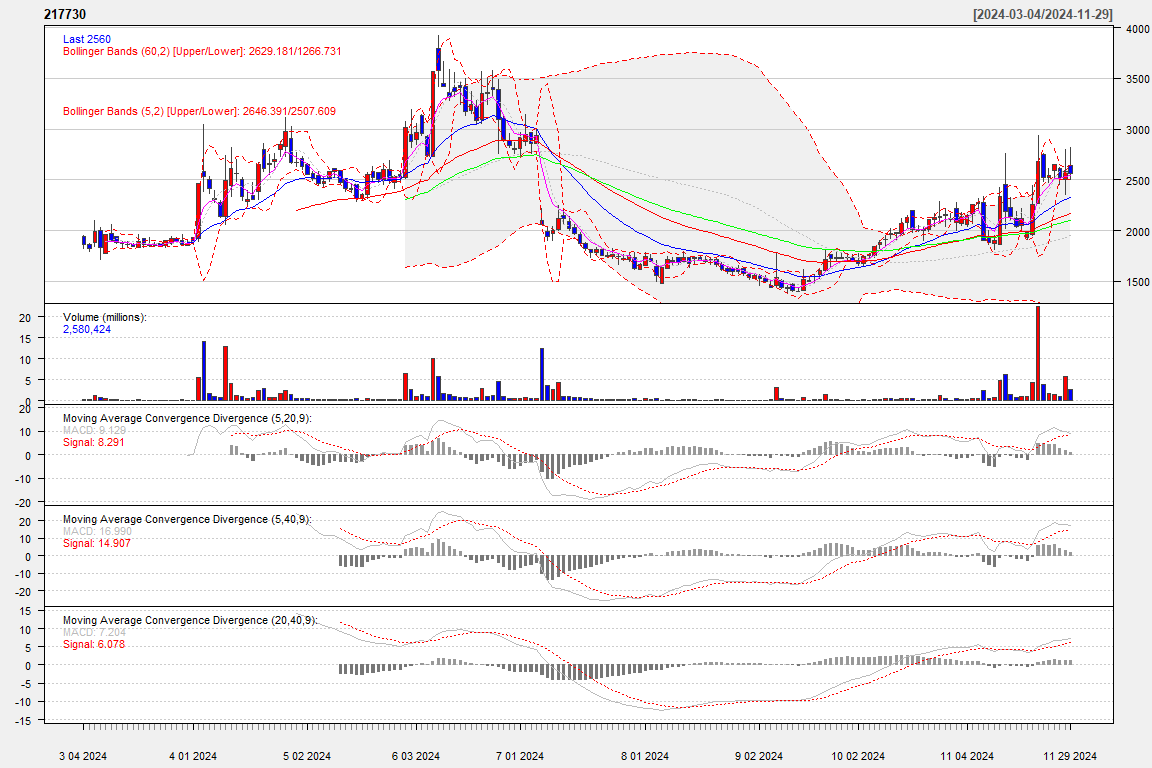 217730 [2024-03-04/2024-11-29]
Last 2560
Bollinger Bands (60,2) [Upper/Lower]: 2629.181/1266.731
Bollinger Bands (5,2) [Upper/Lower]: 2646.391/2507.609
4000
3500
3000
2500
2000
1500
Volume (millions):
2,580,424
20
15
10
5
0
Moving Average Convergence Divergence (5,20,9):
MACD: 9.129
Signal: 8.291
20
10
0
-10
-20
Moving Average Convergence Divergence (5,40,9):
MACD: 16.990
Signal: 14.907
20
10
0
-10
-20
Moving Average Convergence Divergence (20,40,9):
MACD: 7.204
Signal: 6.078
15
10
5
0
-5
-10
-15
3 04 2024 4 01 2024 5 02 2024 6 03 2024 7 01 2024 8 01 2024 9 02 2024 10 02 2024 11 04 2024 11 29 2024